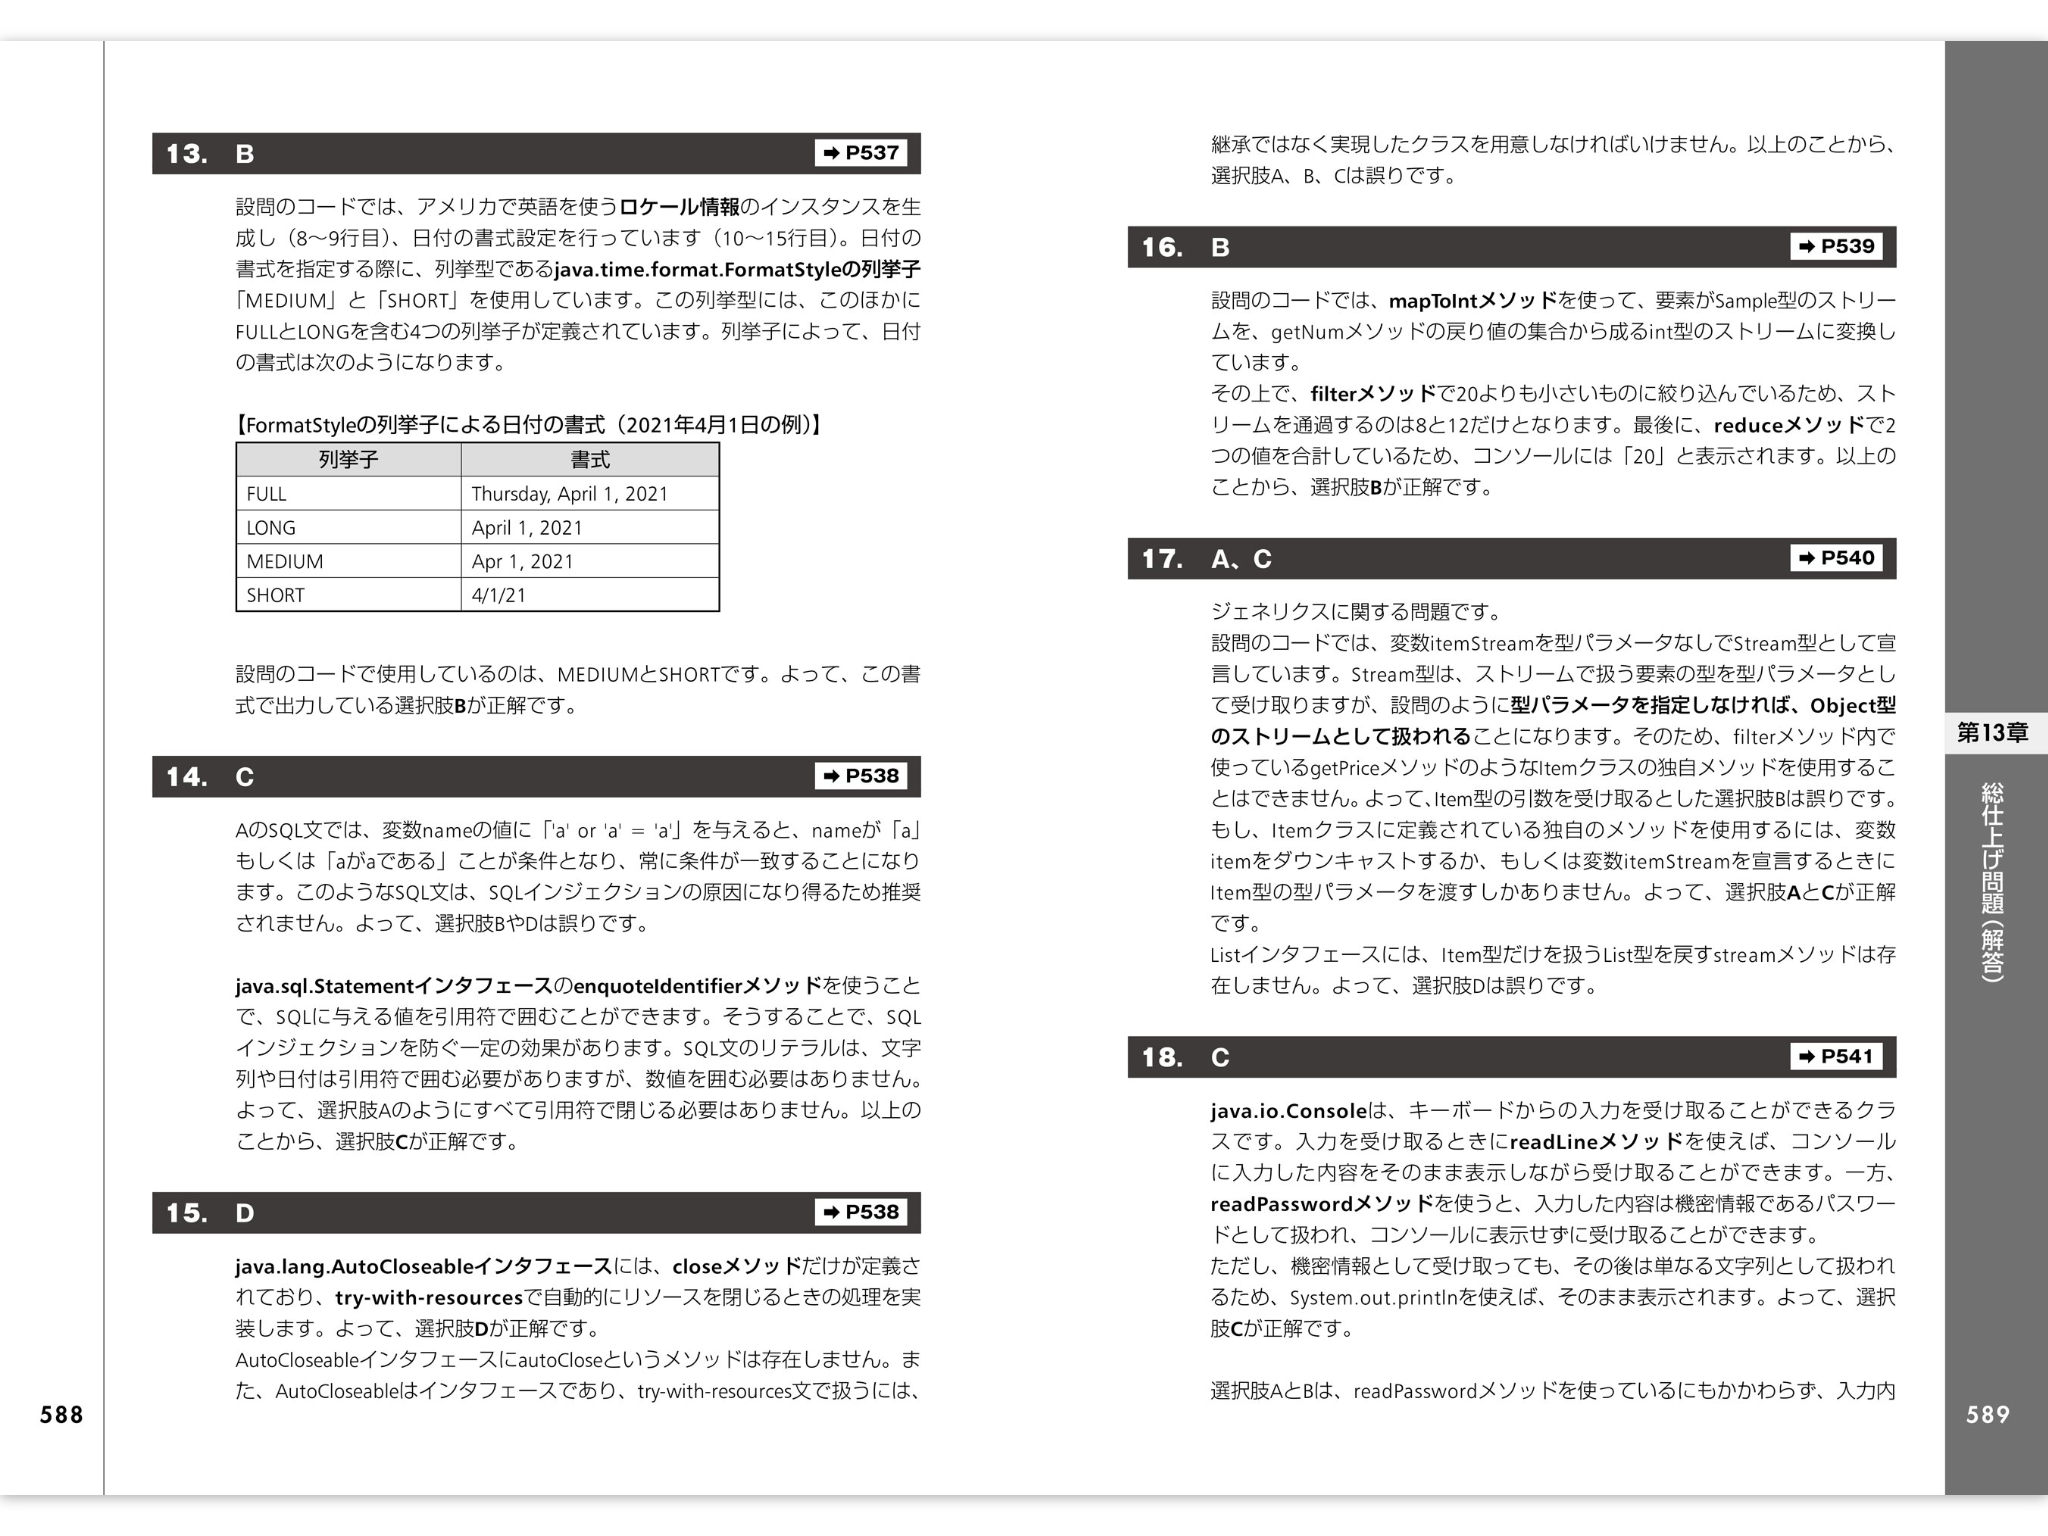 13. B ➡ P537
設問のコードでは、アメリカで英語を使うロケール情報のインスタンスを生
成し（8〜9行目）、日付の書式設定を行っています（10〜15行目）。日付の
書式を指定する際に、列挙型であるjava.time.format.FormatStyleの列挙子
「MEDIUM」と「SHORT」を使用しています。この列挙型には、このほかに
FULLとLONGを含む4つの列挙子が定義されています。列挙子によって、日付
の書式は次のようになります。
【FormatStyleの列挙子による日付の書式（2021年4月1日の例）】
列挙子 書式
FULL Thursday, April 1, 2021
LONG April 1, 2021
MEDIUM Apr 1, 2021
SHORT 4/1/21
設問のコードで使用しているのは、MEDIUMとSHORTです。よって、この書
式で出力している選択肢Bが正解です。
14. C ➡ P538
AのSQL文では、変数nameの値に「'a' or 'a' = 'a'」を与えると、nameが「a」
もしくは「aがaである」ことが条件となり、常に条件が一致することになり
ます。このようなSQL文は、SQLインジェクションの原因になり得るため推奨
されません。よって、選択肢BやDは誤りです。
java.sql.StatementインタフェースのenquoteIdentifierメソッドを使うこと
で、SQLに与える値を引用符で囲むことができます。そうすることで、SQL
インジェクションを防ぐ一定の効果があります。SQL文のリテラルは、文字
列や日付は引用符で囲む必要がありますが、数値を囲む必要はありません。
よって、選択肢Aのようにすべて引用符で閉じる必要はありません。以上の
ことから、選択肢Cが正解です。
15. D ➡ P538
java.lang.AutoCloseableインタフェースには、closeメソッドだけが定義さ
れており、try-with-resourcesで自動的にリソースを閉じるときの処理を実
装します。よって、選択肢Dが正解です。
AutoCloseableインタフェースにautoCloseというメソッドは存在しません。ま
た、AutoCloseableはインタフェースであり、try-with-resources文で扱うには、
588
継承ではなく実現したクラスを用意しなければいけません。以上のことから、
選択肢A、B、Cは誤りです。
16. B ➡ P539
設問のコードでは、mapToIntメソッドを使って、要素がSample型のストリー
ムを、getNumメソッドの戻り値の集合から成るint型のストリームに変換し
ています。
その上で、filterメソッドで20よりも小さいものに絞り込んでいるため、スト
リームを通過するのは8と12だけとなります。最後に、reduceメソッドで2
つの値を合計しているため、コンソールには「20」と表示されます。以上の
ことから、選択肢Bが正解です。
17. A、C ➡ P540
ジェネリクスに関する問題です。
設問のコードでは、変数itemStreamを型パラメータなしでStream型として宣
言しています。Stream型は、ストリームで扱う要素の型を型パラメータとし
て受け取りますが、設問のように型パラメータを指定しなければ、Object型
のストリームとして扱われることになります。そのため、filterメソッド内で
使っているgetPriceメソッドのようなItemクラスの独自メソッドを使用するこ
とはできません。よって、Item型の引数を受け取るとした選択肢Bは誤りです。
もし、Itemクラスに定義されている独自のメソッドを使用するには、変数
itemをダウンキャストするか、もしくは変数itemStreamを宣言するときに
Item型の型パラメータを渡すしかありません。よって、選択肢AとCが正解
です。
Listインタフェースには、Item型だけを扱うList型を戻すstreamメソッドは存
在しません。よって、選択肢Dは誤りです。
18. C ➡ P541
java.io.Consoleは、キーボードからの入力を受け取ることができるクラ
スです。入力を受け取るときにreadLineメソッドを使えば、コンソール
に入力した内容をそのまま表示しながら受け取ることができます。一方、
readPasswordメソッドを使うと、入力した内容は機密情報であるパスワー
ドとして扱われ、コンソールに表示せずに受け取ることができます。
ただし、機密情報として受け取っても、その後は単なる文字列として扱われ
るため、System.out.printlnを使えば、そのまま表示されます。よって、選択
肢Cが正解です。
選択肢AとBは、readPasswordメソッドを使っているにもかかわらず、入力内
第13章
総仕上げ問題（解答）
589